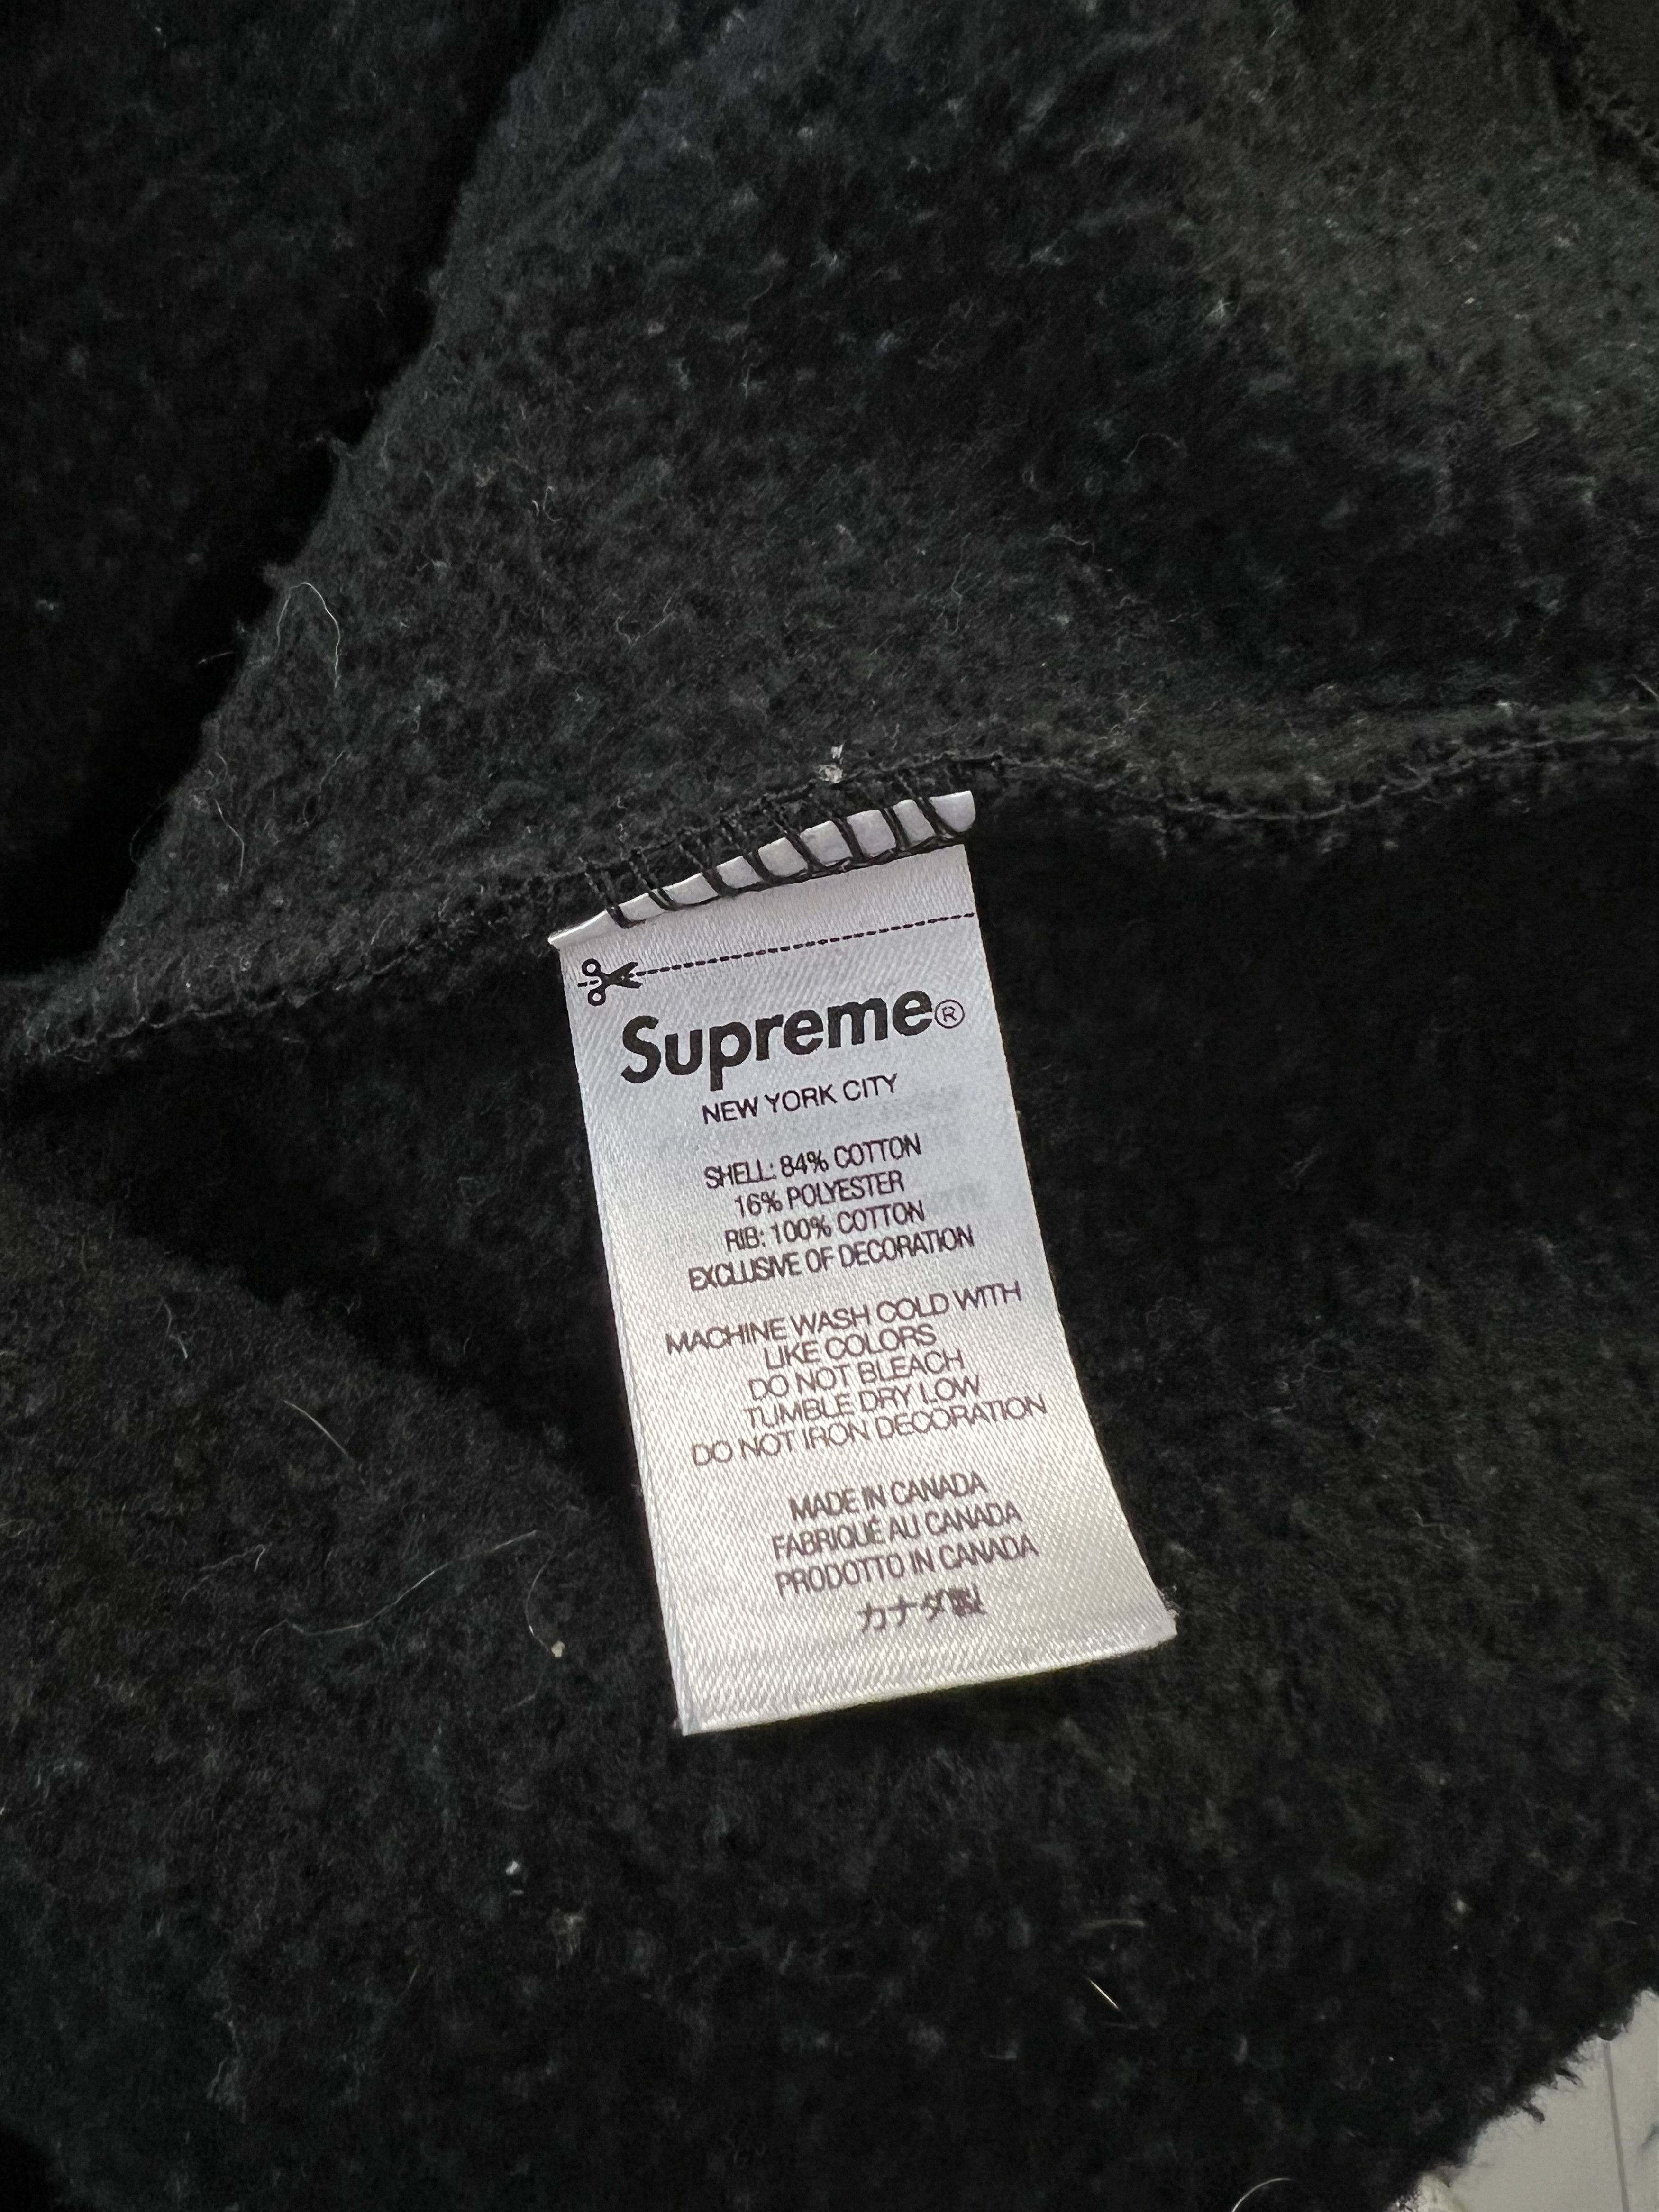 Supreme®
NEW YORK CITY
SHELL: 84% COTTON
16% POLYESTER
RIB: 100% COTTON
EXCLUSIVE OF DECORATION
MACHINE WASH COLD WITH
LIKE COLORS
DO NOT BLEACH
TUMBLE DRY LOW
DO NOT IRON DECORATION
MADE IN CANADA
FABRIQUÉ AU CANADA
PRODOTTO IN CANADA
カナダ製